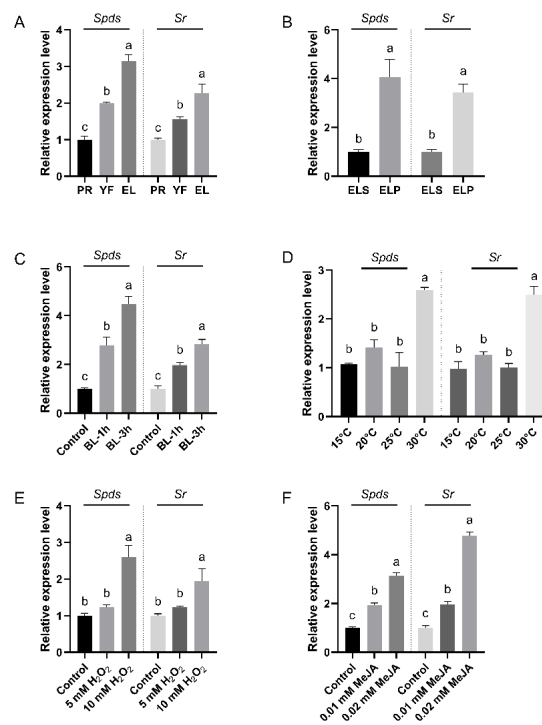 A
Spds Sr
Relative expression level
4
3
2
1
0
c b a c b a
PR YF EL PR YF EL
B
Spds Sr
Relative expression level
6
4
2
0
b a b a
ELS ELP ELS ELP
C
Spds Sr
Relative expression level
6
4
2
0
c b a c b a
Control BL-1h BL-3h Control BL-1h BL-3h
D
Spds Sr
Relative expression level
3
2
1
0
b b b a b b b a
15°C 20°C 25°C 30°C 15°C 20°C 25°C 30°C
E
Spds Sr
Relative expression level
4
3
2
1
0
b b a b b a
Control 5 mM H₂O₂ 10 mM H₂O₂ Control 5 mM H₂O₂ 10 mM H₂O₂
F
Spds Sr
Relative expression level
6
4
2
0
c b a c b a
Control 0.01 mM MeJA 0.02 mM MeJA Control 0.01 mM MeJA 0.02 mM MeJA